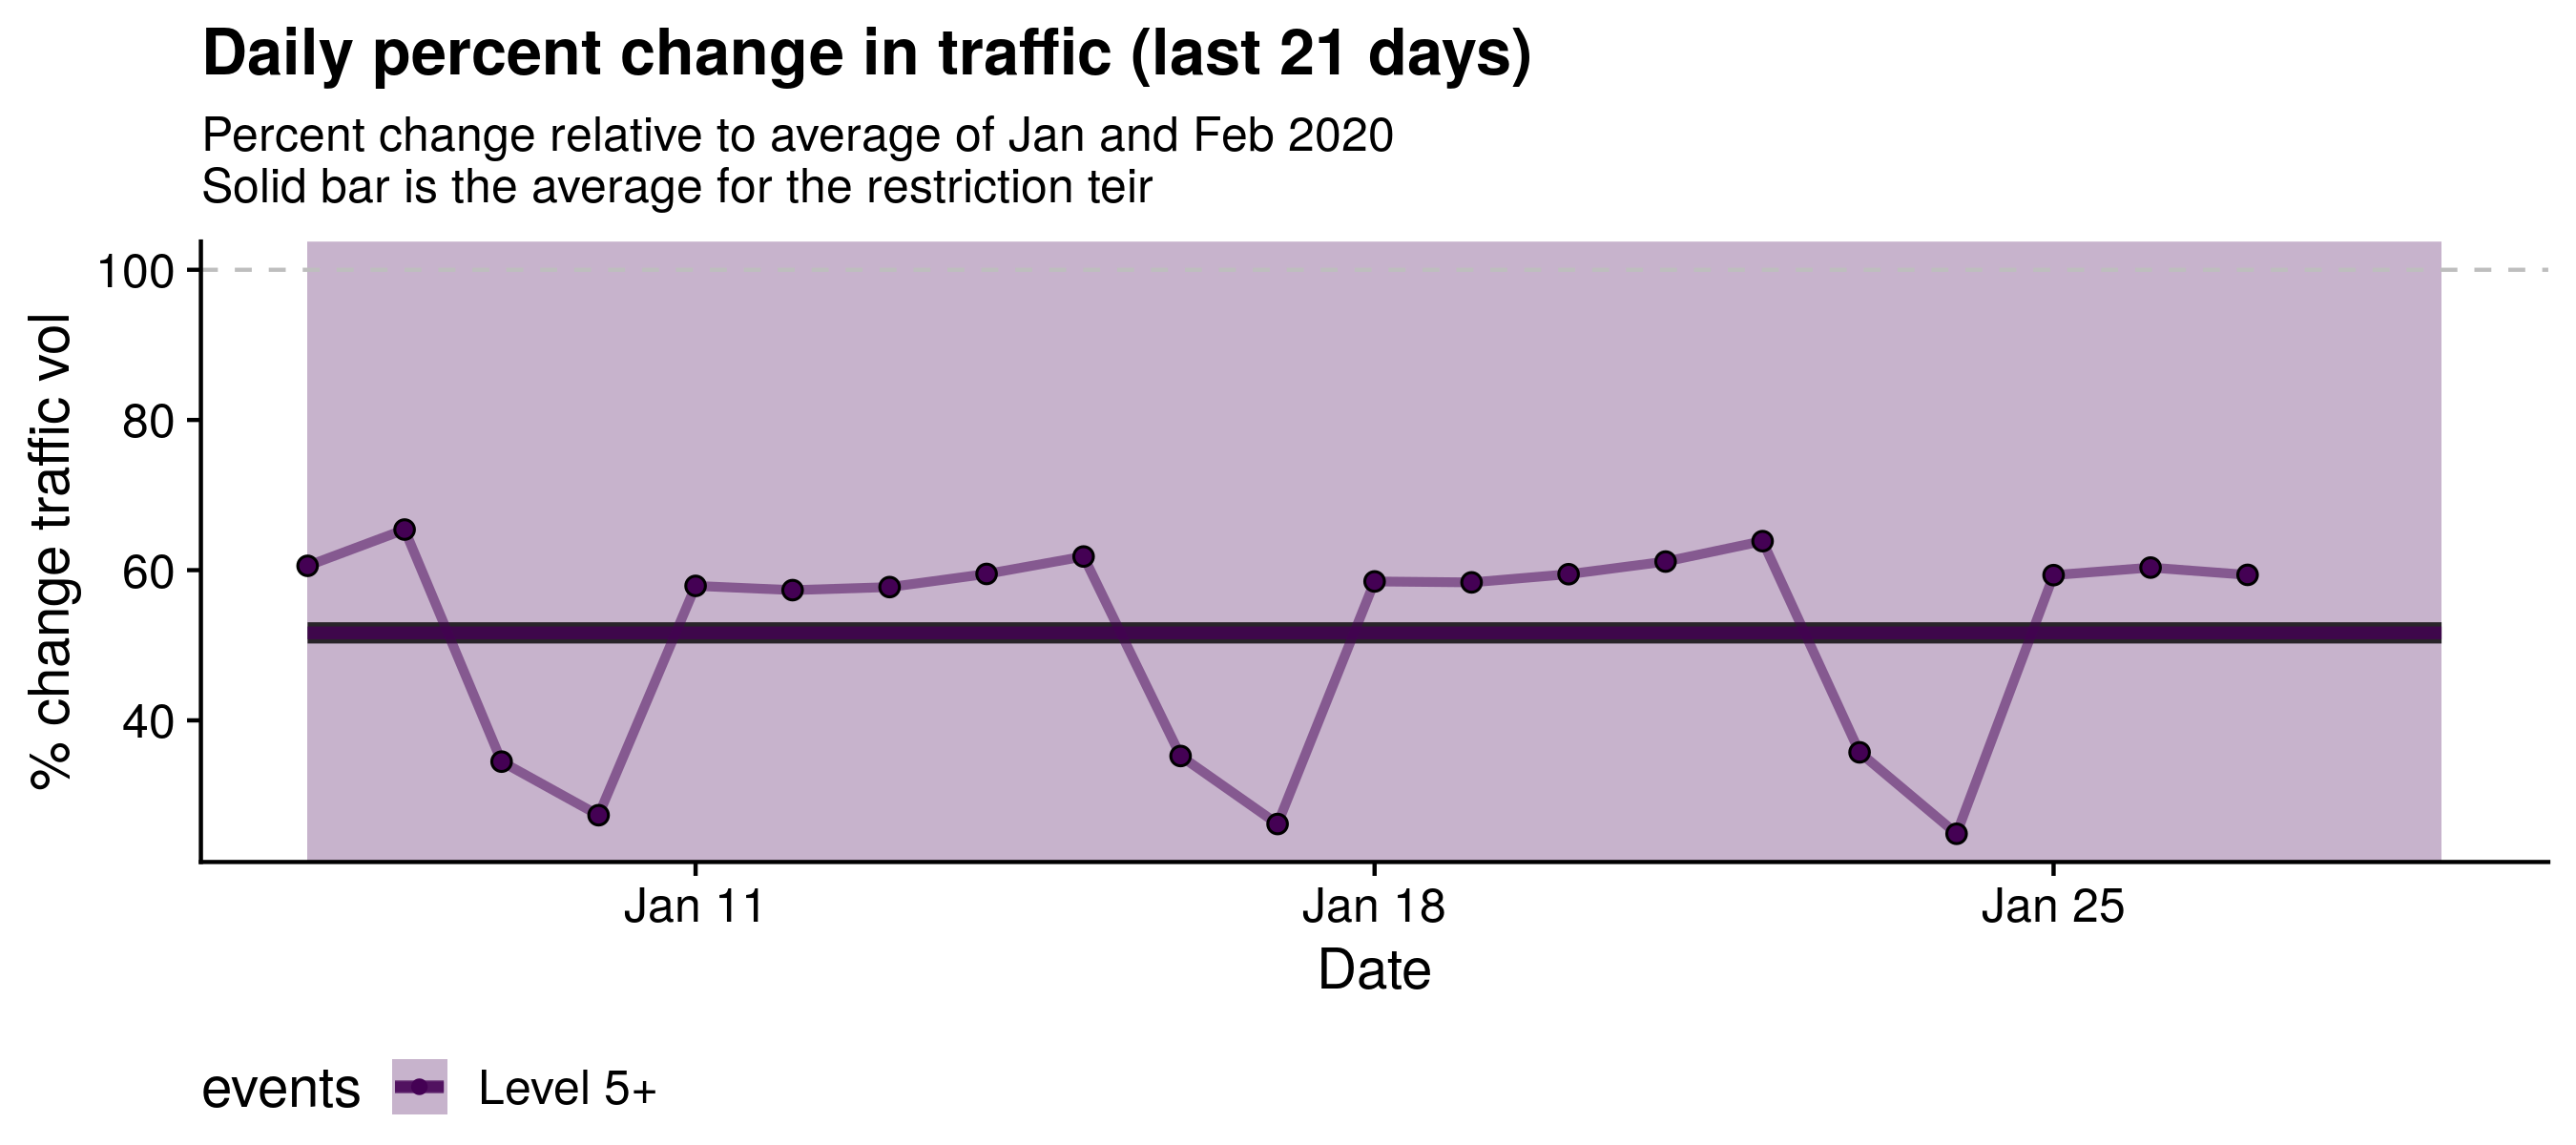 Daily percent change in traffic (last 21 days)
Percent change relative to average of Jan and Feb 2020
Solid bar is the average for the restriction teir
% change traffic vol
100
80
60
40
Jan 11
Jan 18
Jan 25
Date
events
Level 5+